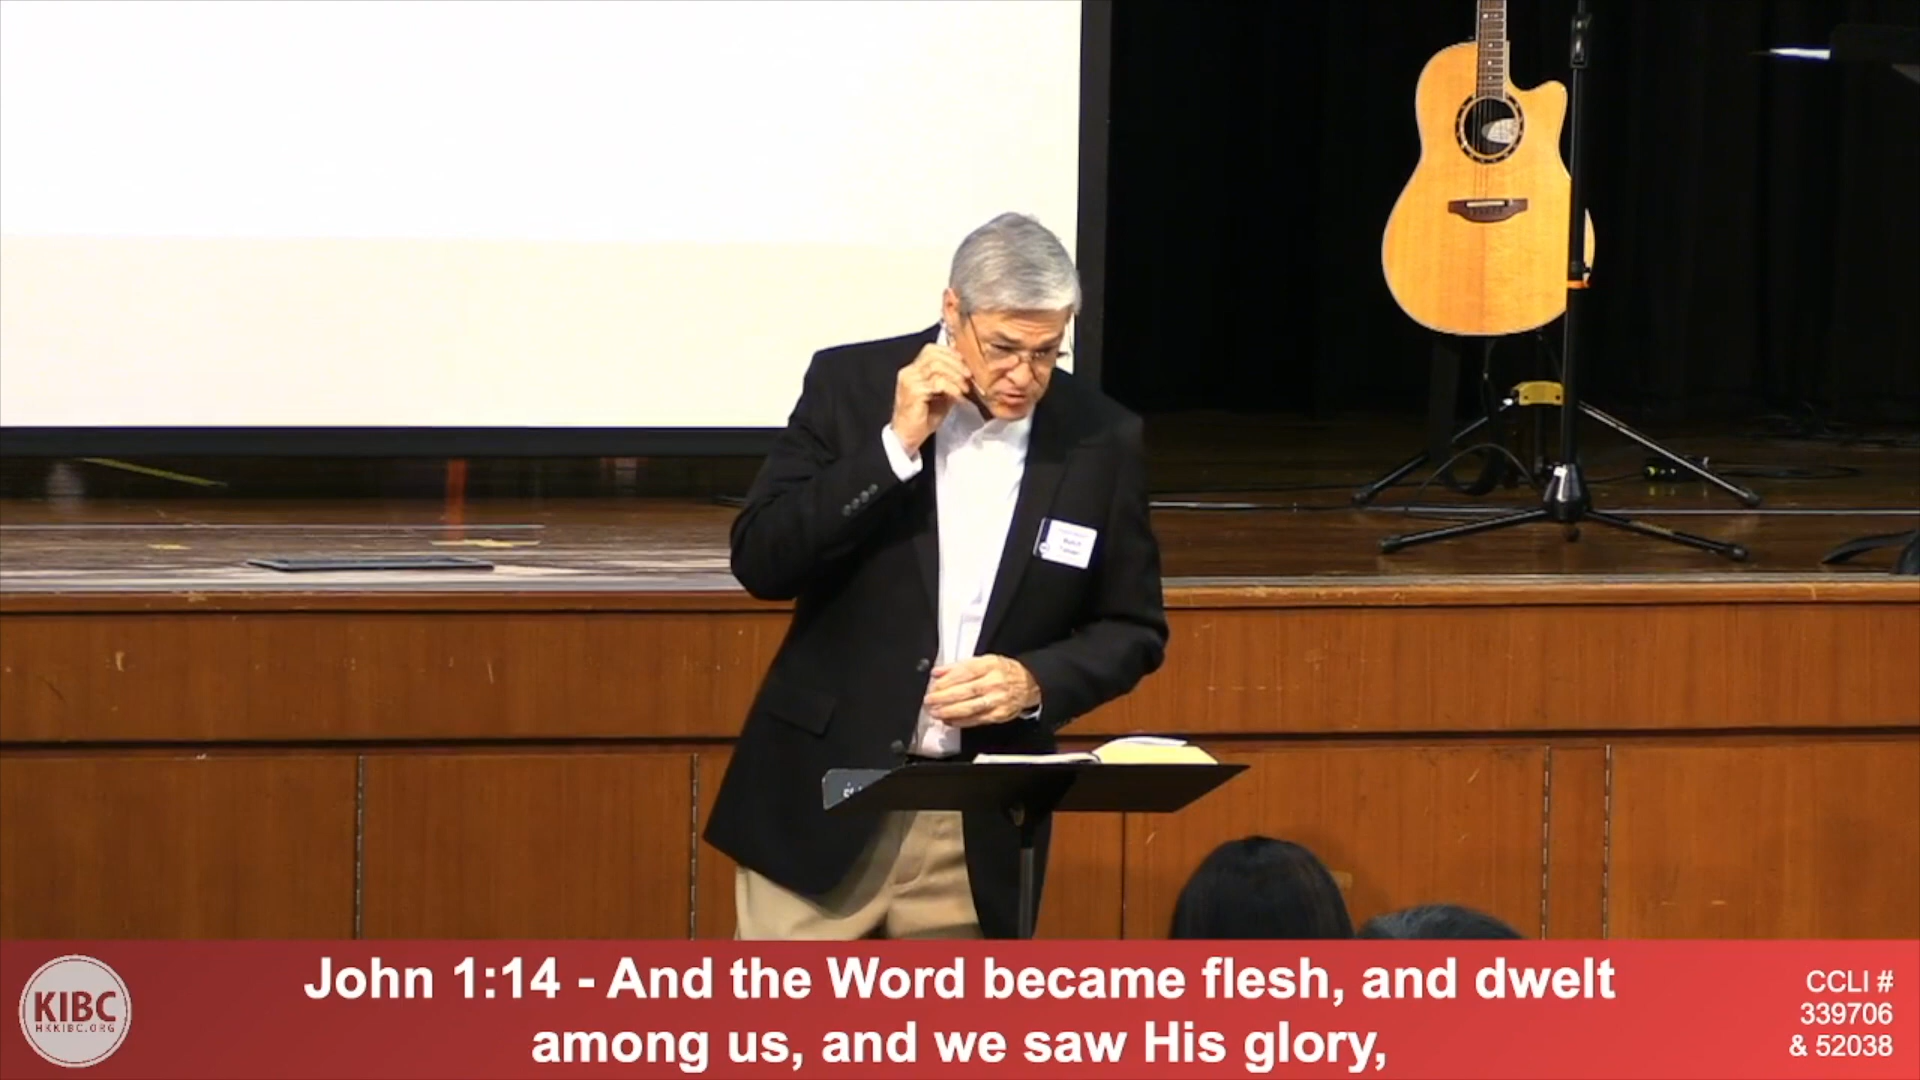 John 1:14 - And the Word became flesh, and dwelt
among us, and we saw His glory,
KIBC
HKKIBC.ORG
CCLI #
339706
& 52038